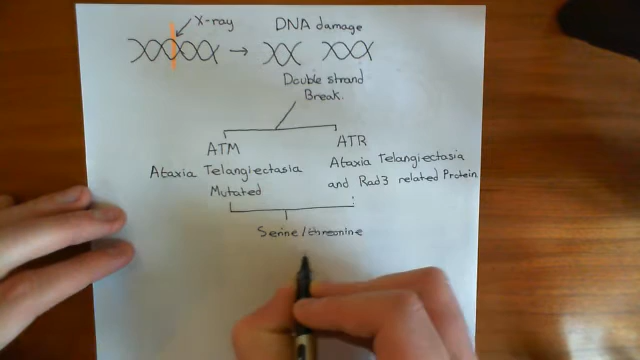 X-ray
DNA damage
Double strand
Break.
ATM
Ataxia Telangiectasia
Mutated
ATR
Ataxia Telangiectasia
and Rad3 related Protein
Serine/threonine